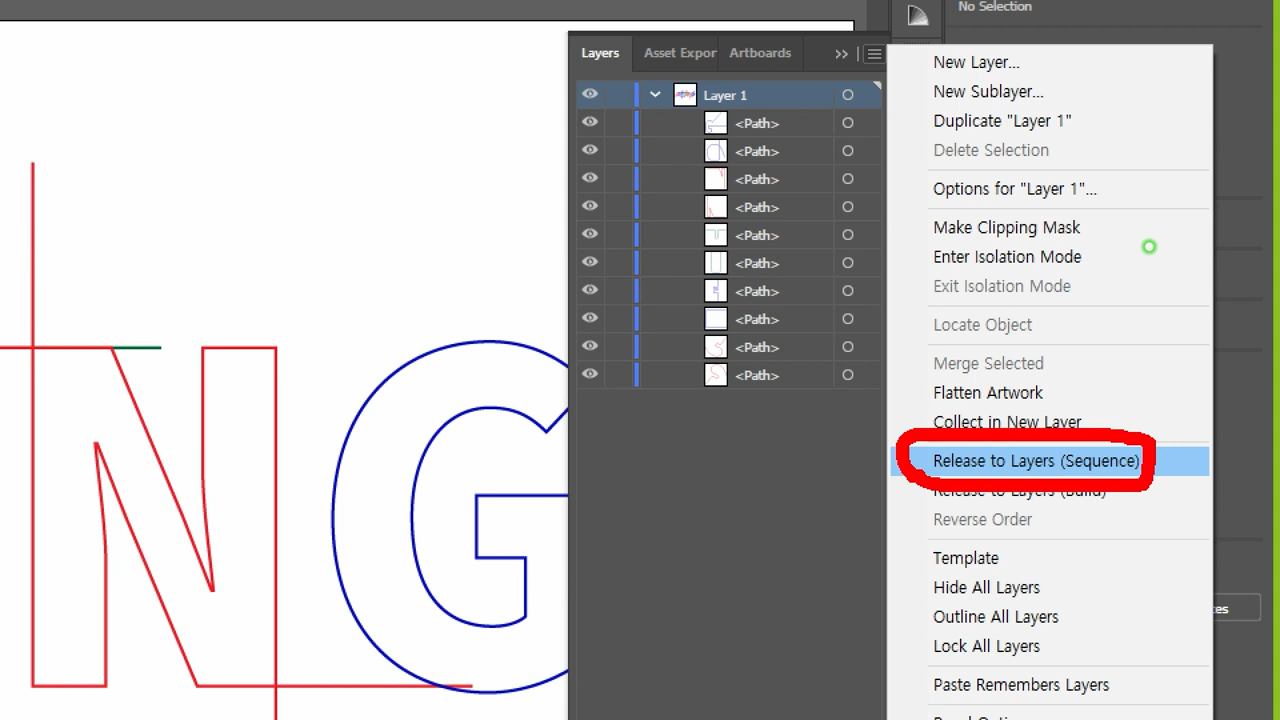 No Selection
Layers
Asset Expor
Artboards
Layer 1
<Path>
<Path>
<Path>
<Path>
<Path>
<Path>
<Path>
<Path>
<Path>
<Path>
New Layer...
New Sublayer...
Duplicate "Layer 1"
Delete Selection
Options for "Layer 1"...
Make Clipping Mask
Enter Isolation Mode
Exit Isolation Mode
Locate Object
Merge Selected
Flatten Artwork
Collect in New Layer
Release to Layers (Sequence)
Release to Layers (Build)
Reverse Order
Template
Hide All Layers
Outline All Layers
Lock All Layers
Paste Remembers Layers
NG